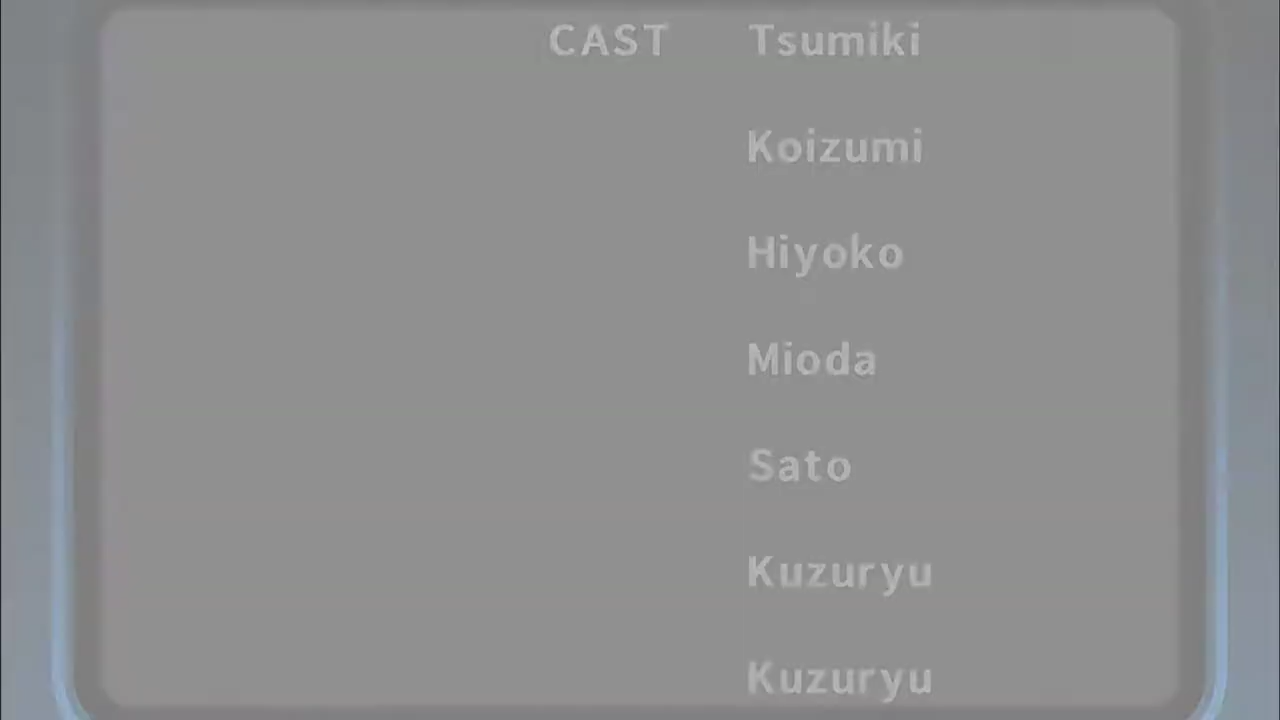 CAST Tsumiki
Koizumi
Hiyoko
Mioda
Sato
Kuzuryu
Kuzuryu